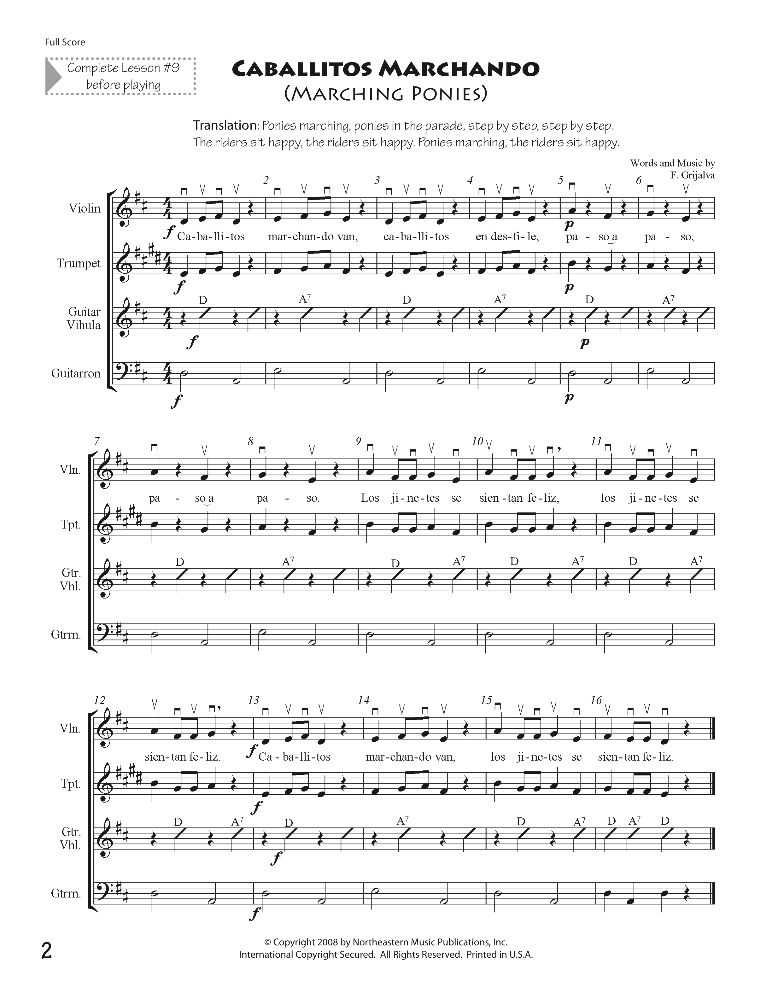 Full Score
Complete Lesson #9
before playing
CABALLITOS MARCHANDO
(MARCHING PONIES)
Translation: Ponies marching, ponies in the parade, step by step, step by step.
The riders sit happy, the riders sit happy. Ponies marching, the riders sit happy.
Words and Music by
F. Grijalva
2 3 4 5 6
Violin
f p
Ca-ba-lli-tos mar-chan-do van, ca-ba-lli-tos en des-fi-le, pa - so a pa - so,
Trumpet
f p
D A7 D A7 D A7
Guitar
Vihula
f p
Guitarron
f p
7 8 9 10 11
Vln.
pa - so a pa - so. Los ji-ne-tes se sien-tan fe-liz, los ji-ne-tes se
Tpt.
D A7 D A7 D A7 D A7
Gtr.
Vhl.
Gtrrn.
12 13 14 15 16
Vln.
f
sien-tan fe-liz. Ca-ba-lli-tos mar-chan-do van, los ji-ne-tes se sien-tan fe-liz.
Tpt.
f
D A7 D A7 D A7 D A7 D
Gtr.
Vhl.
f
Gtrrn.
f
© Copyright 2008 by Northeastern Music Publications, Inc.
International Copyright Secured. All Rights Reserved. Printed in U.S.A.
2